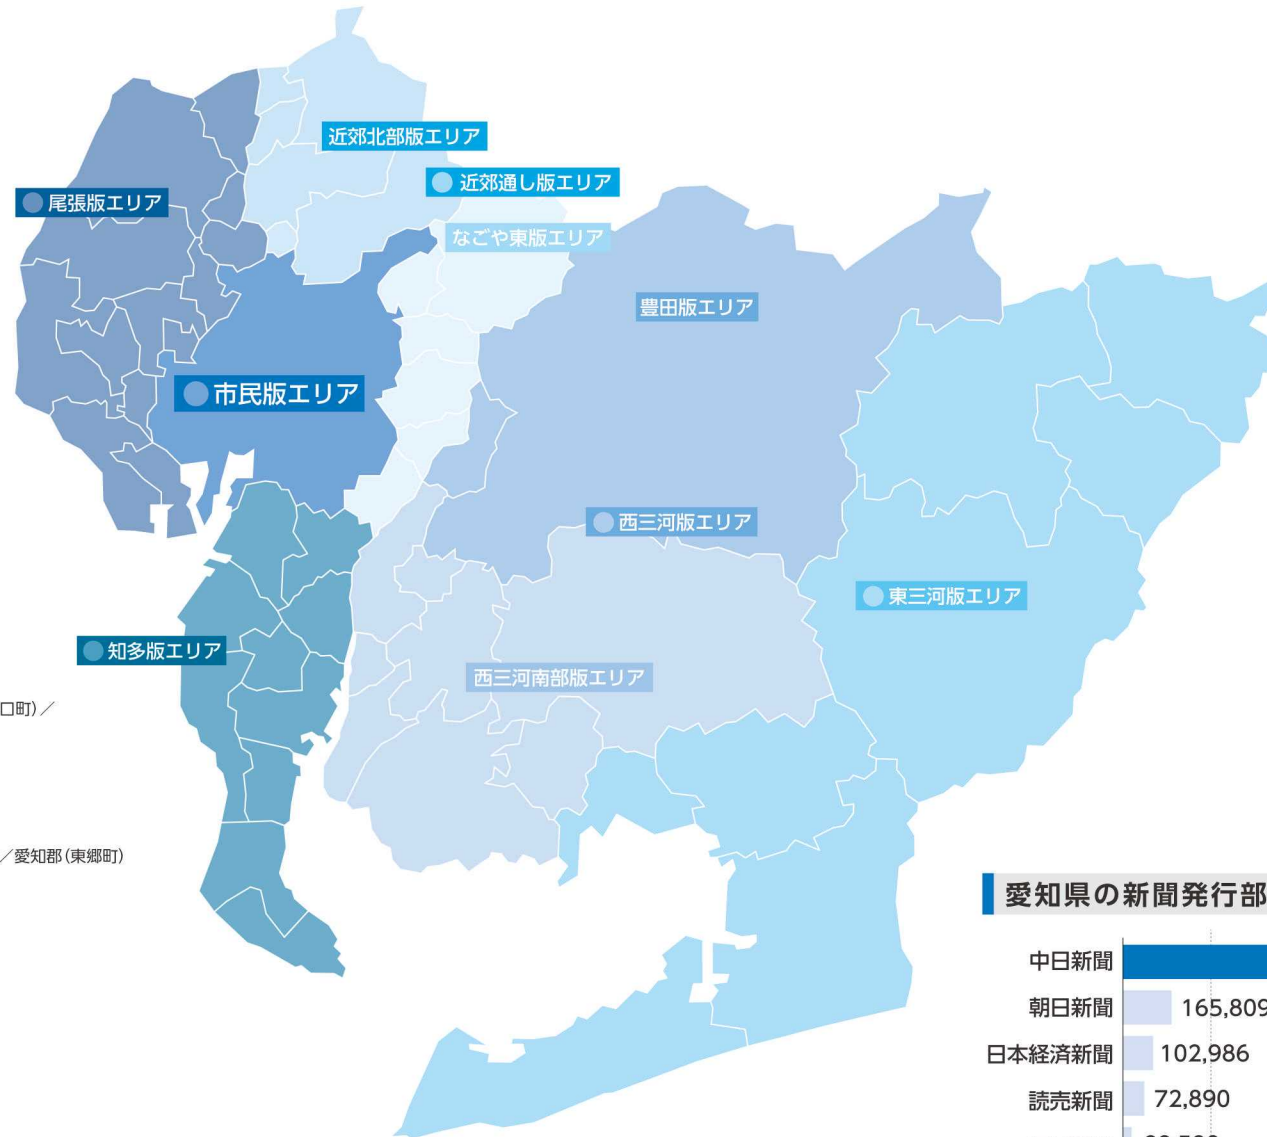 近郊北部版エリア
近郊通し版エリア
尾張版エリア
なごや東版エリア
豊田版エリア
市民版エリア
西三河版エリア
東三河版エリア
知多版エリア
西三河南部版エリア
口町)／
／愛知郡(東郷町)
愛知県の新聞発行部
中日新聞
朝日新聞 165,809
日本経済新聞 102,986
読売新聞 72,890